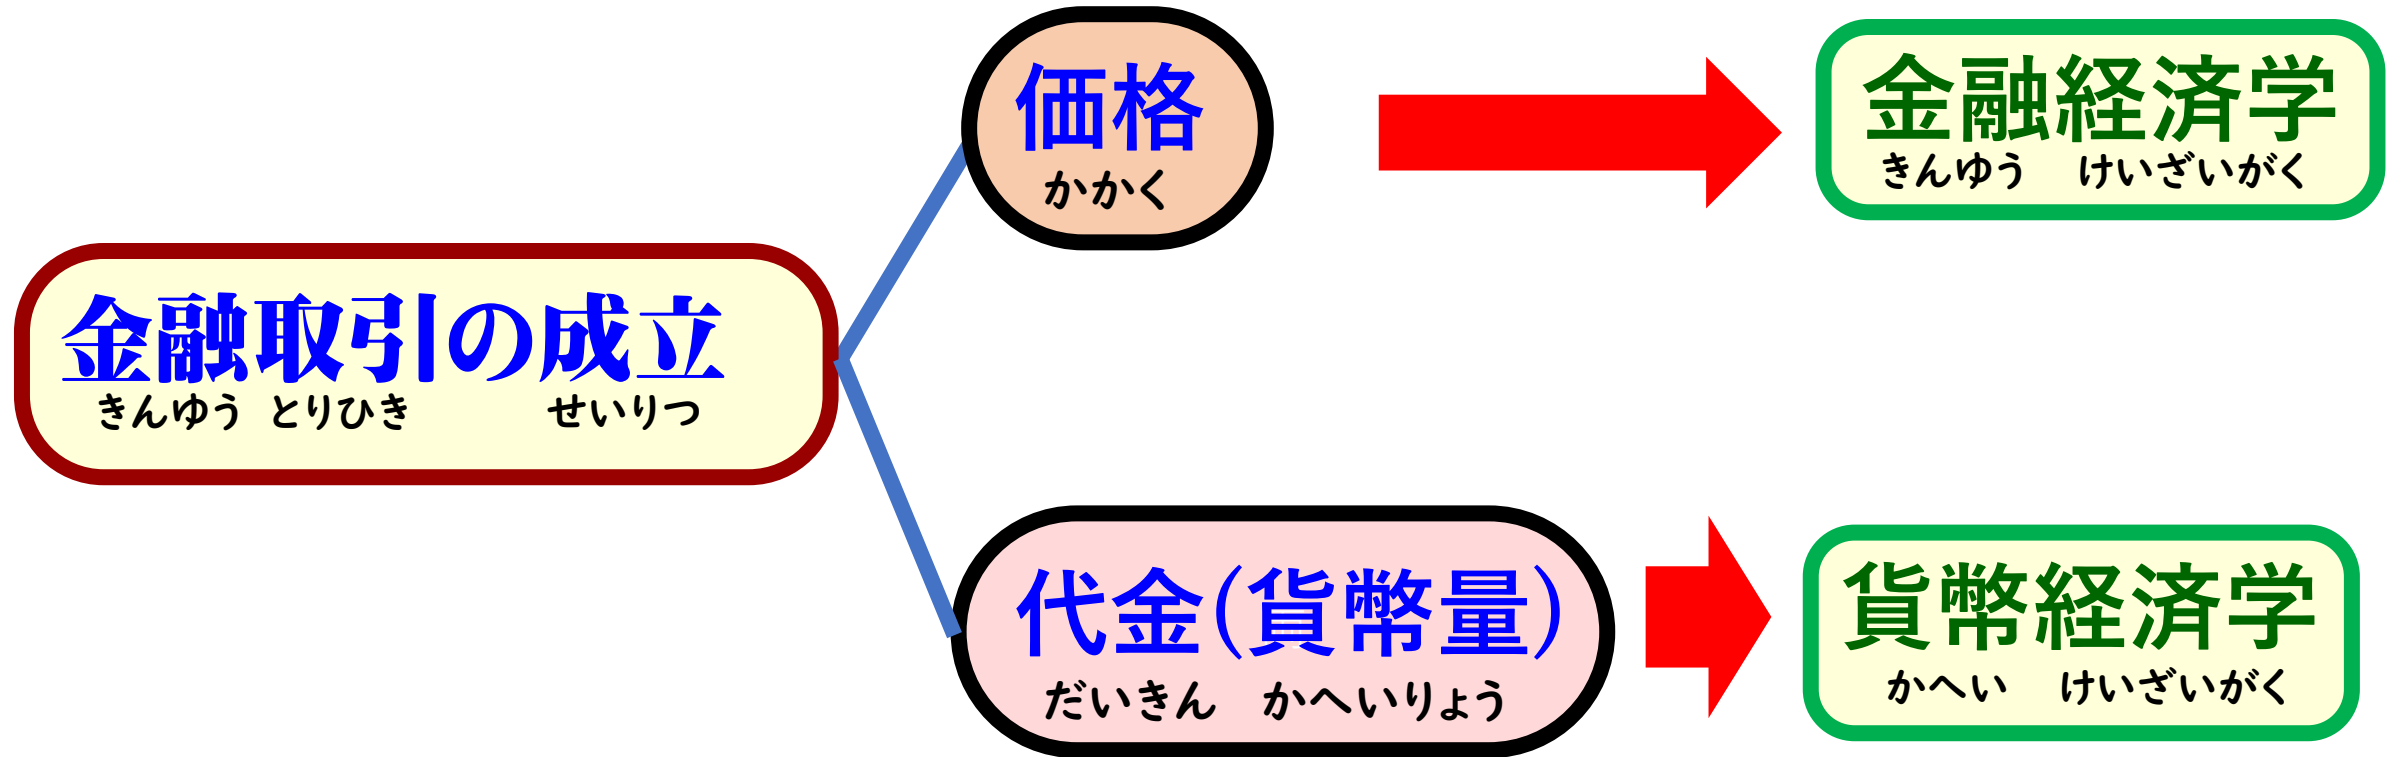 価格
かかく
金融経済学
きんゆう けいざいがく
金融取引の成立
きんゆう とりひき せいりつ
代金(貨幣量)
だいきん かへいりょう
貨幣経済学
かへい けいざいがく